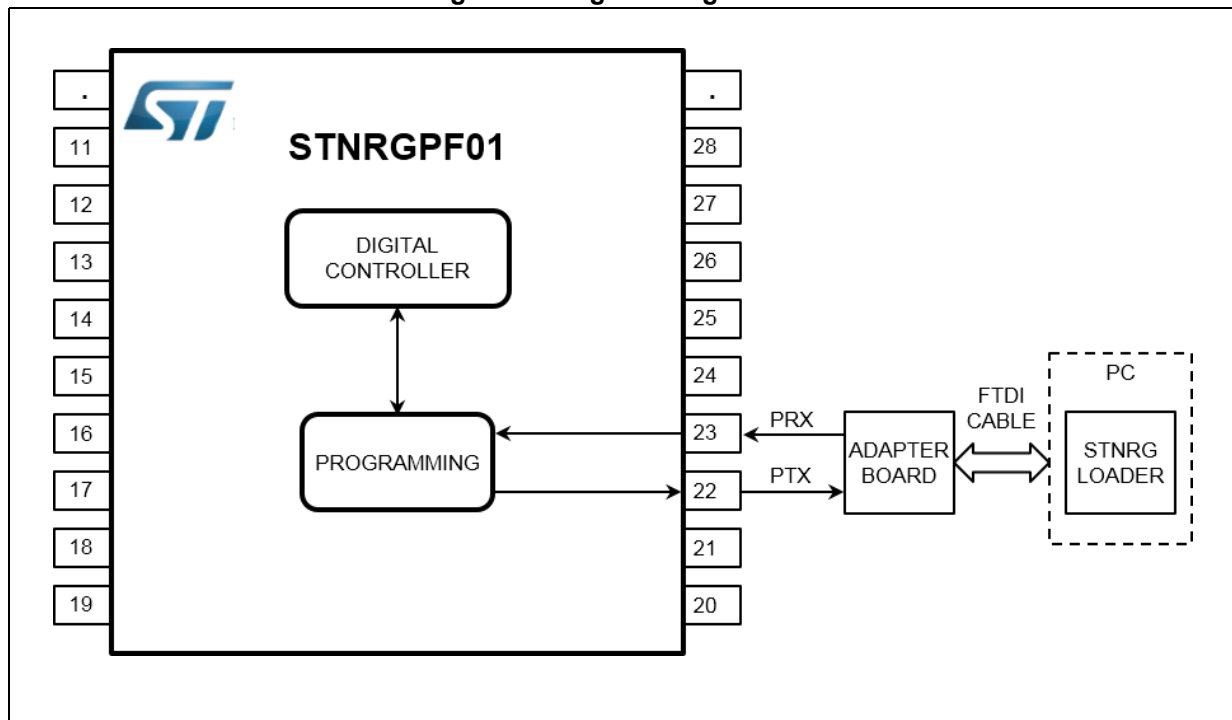 .
11
12
13
14
15
16
17
18
19
ST
STNRGPF01
DIGITAL
CONTROLLER
PROGRAMMING
.
28
27
26
25
24
23
22
21
20
PRX
PTX
ADAPTER
BOARD
FTDI
CABLE
PC
STNRG
LOADER